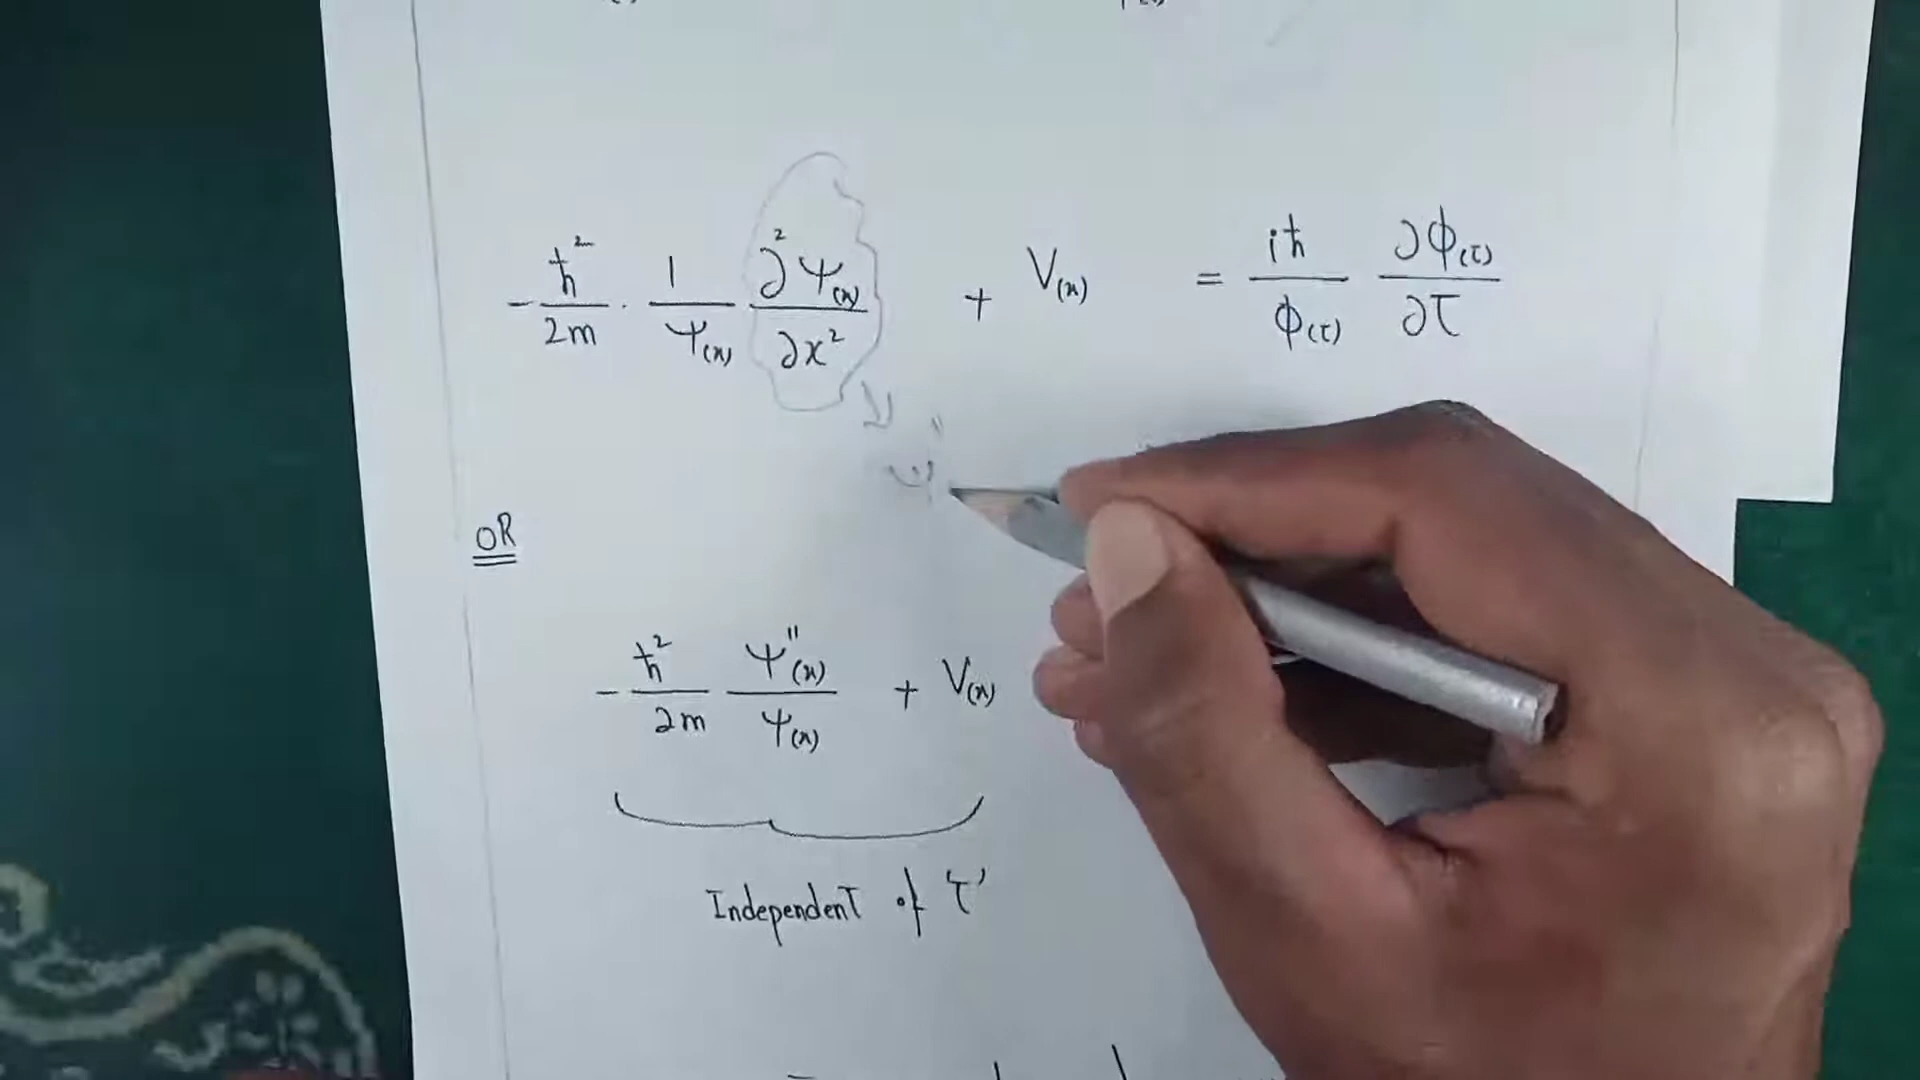 -ħ²/2m · 1/Ψ(x) ∂²Ψ(x)/∂x² + V(x) = iħ/ϕ(t) ∂ϕ(t)/∂t
Ψ''
OR
-ħ²/2m Ψ''(x)/Ψ(x) + V(x)
Independent of 't'